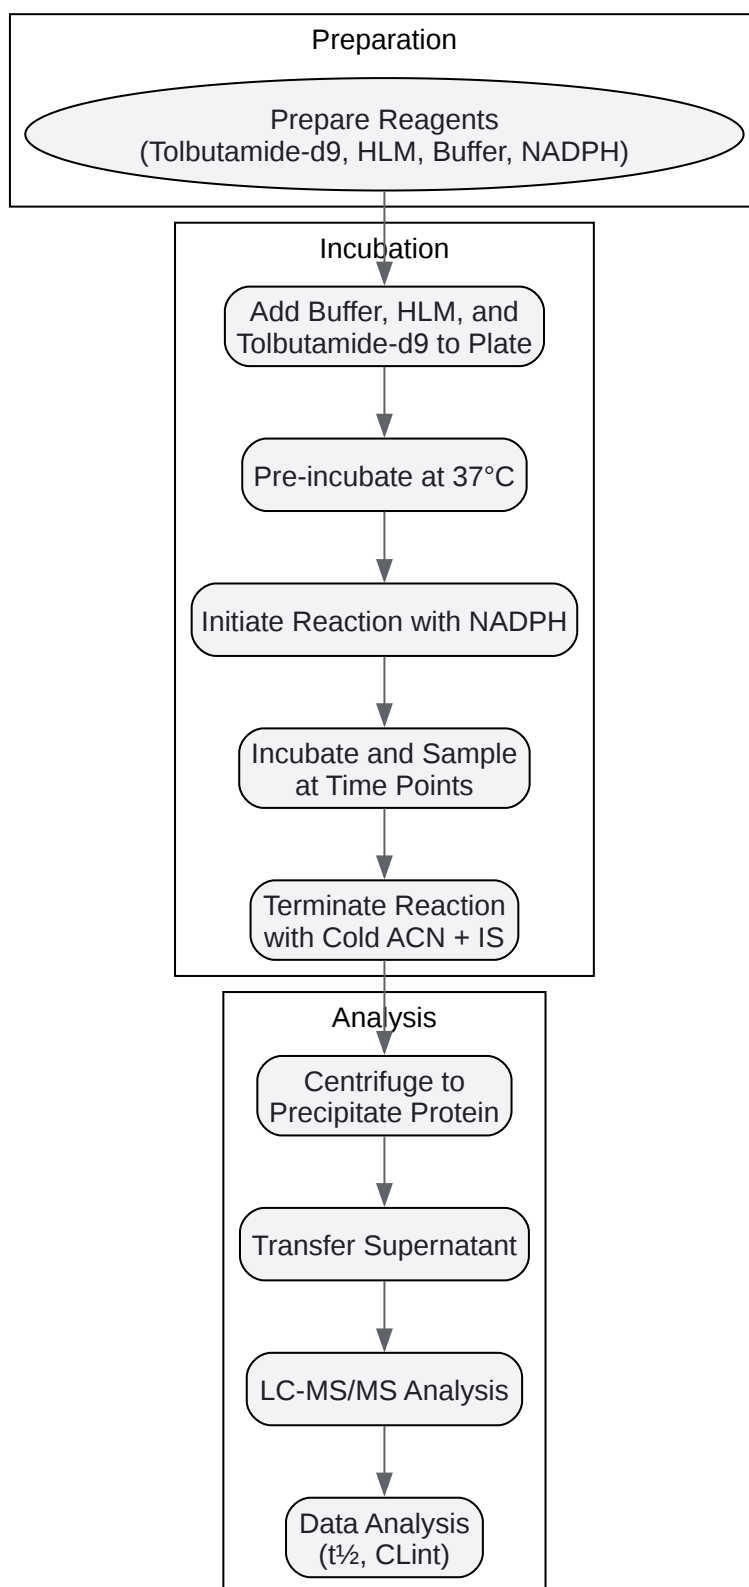 Preparation
Prepare Reagents
(Tolbutamide-d9, HLM, Buffer, NADPH)
Incubation
Add Buffer, HLM, and
Tolbutamide-d9 to Plate
Pre-incubate at 37°C
Initiate Reaction with NADPH
Incubate and Sample
at Time Points
Terminate Reaction
with Cold ACN + IS
Analysis
Centrifuge to
Precipitate Protein
Transfer Supernatant
LC-MS/MS Analysis
Data Analysis
(t½, CLint)